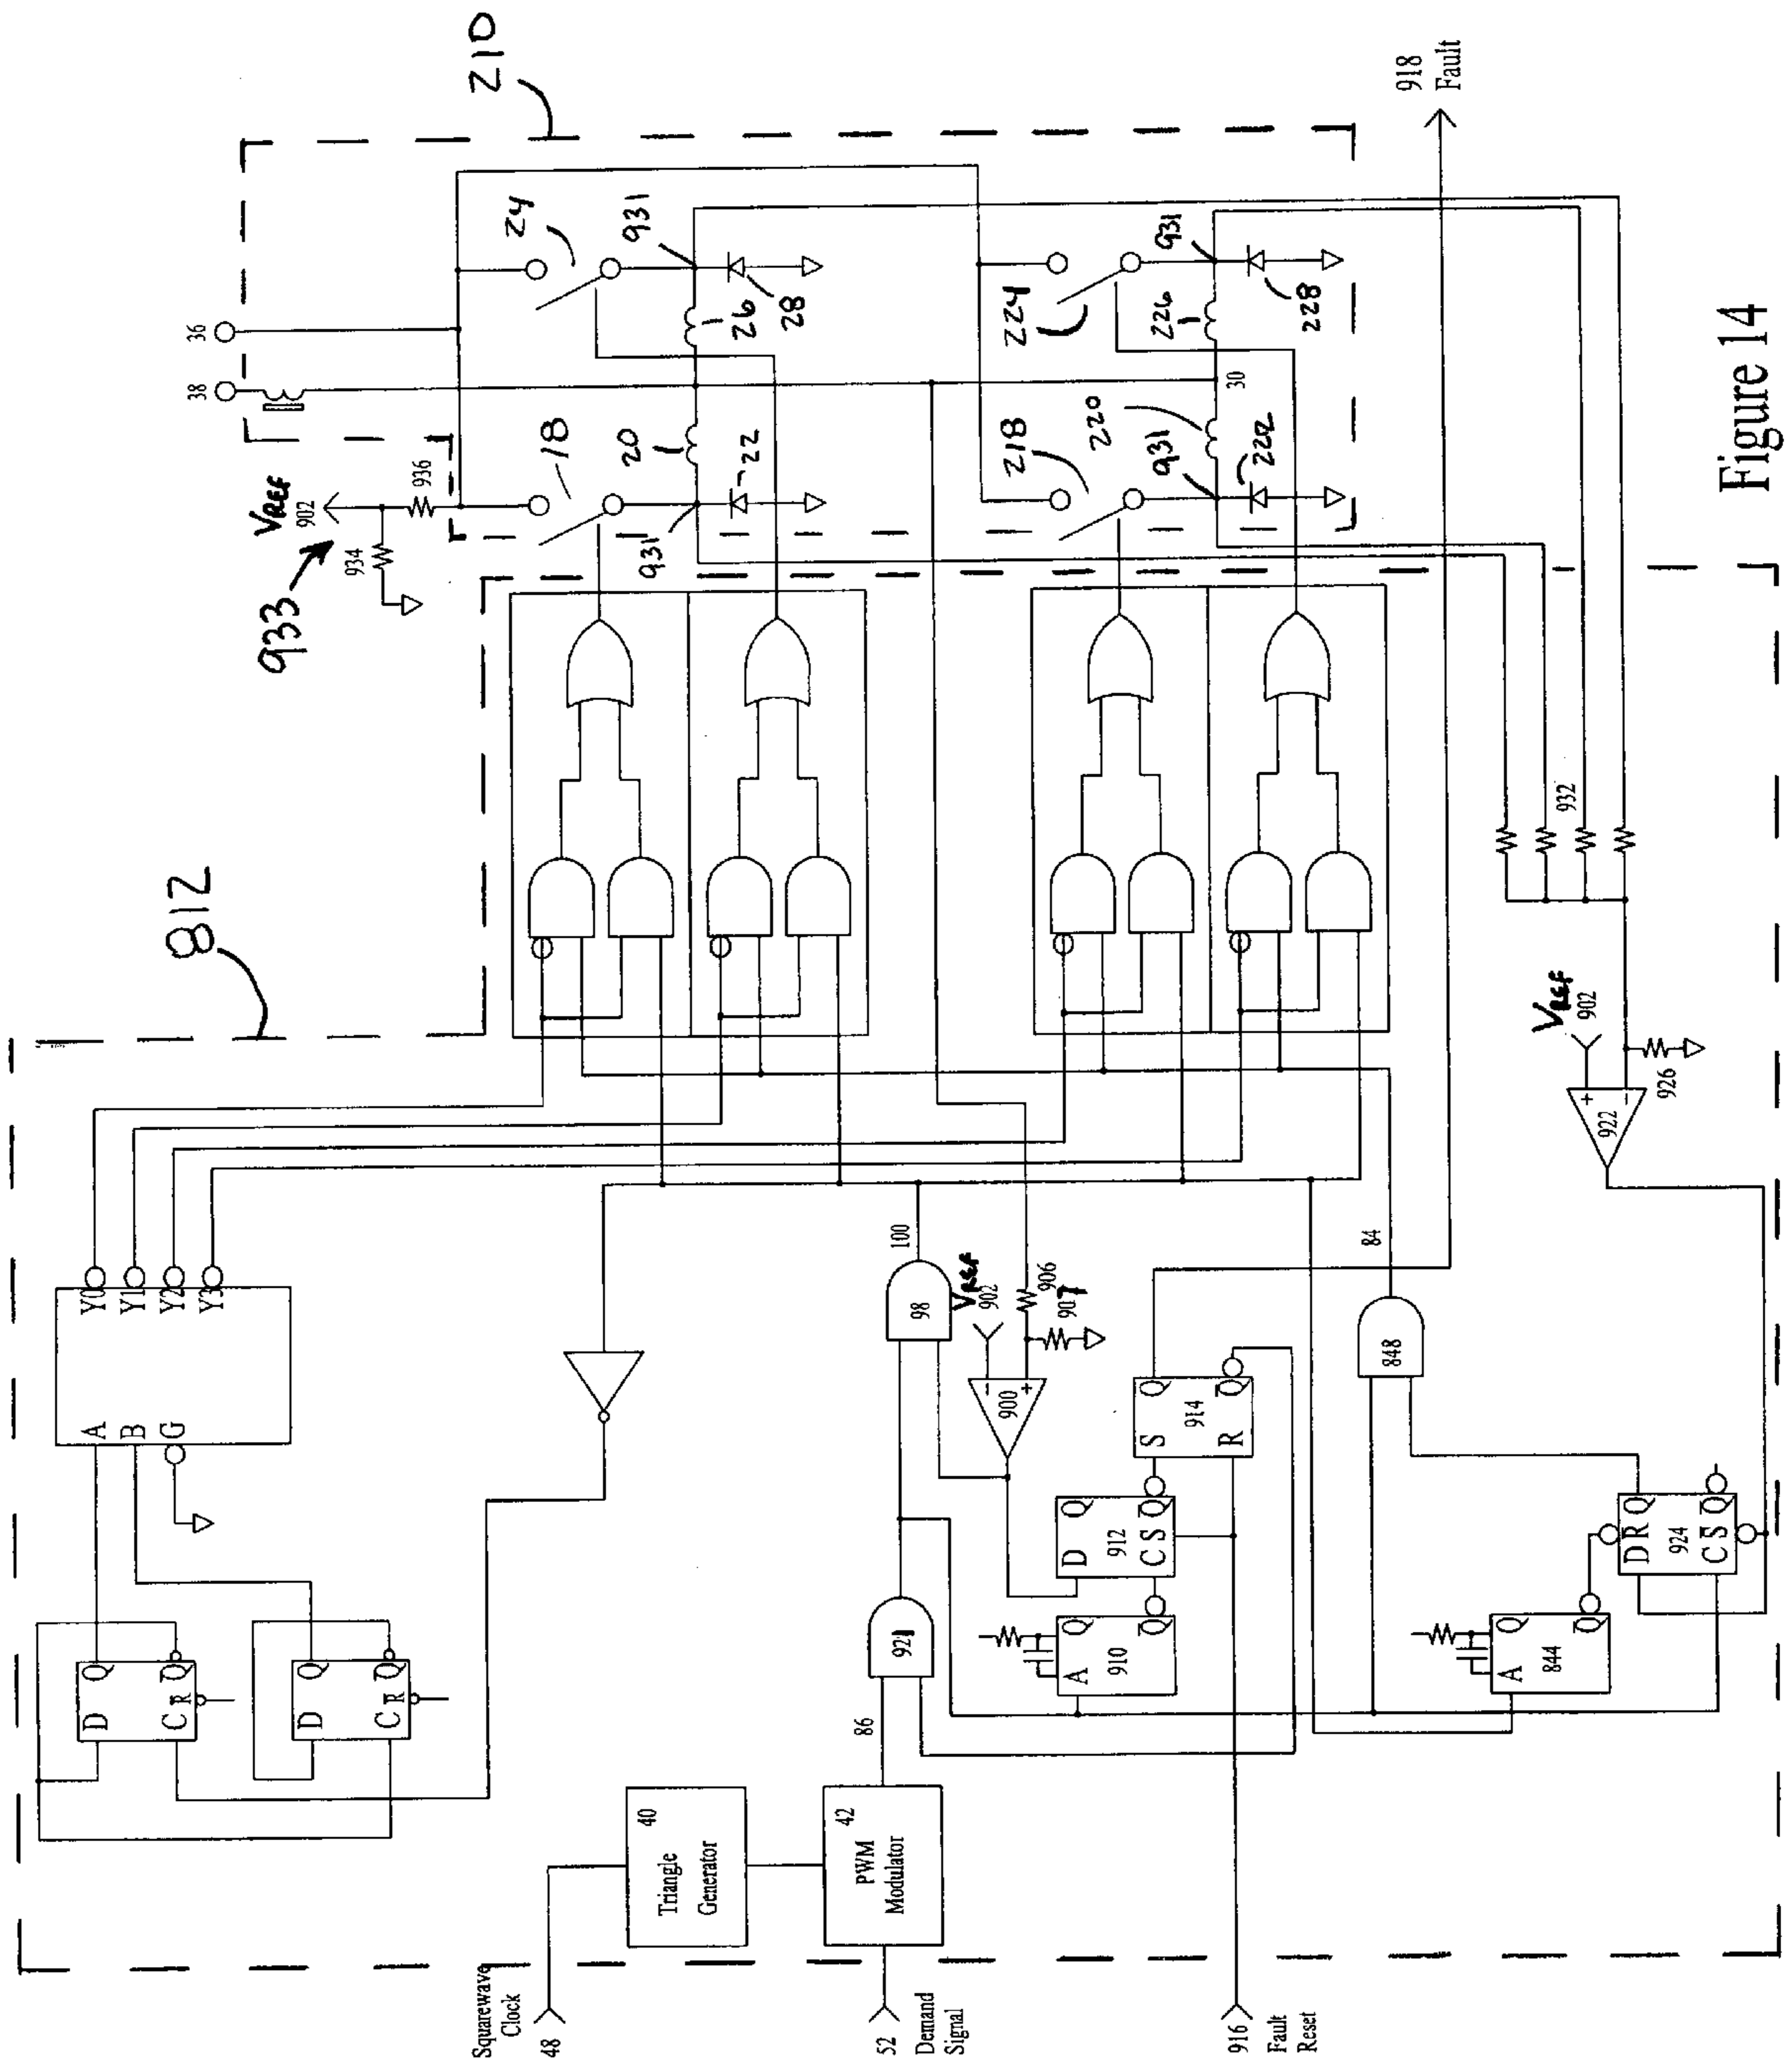 210
812
933
VREF
902
934
936
38
36
24
931
18
20
22
26
28
931
224
931
218
220
226
228
931
222
30
918
Fault
Y0
Y1
Y2
Y3
A
B
G
D
Q
C
R
Q
D
Q
C
R
Q
100
98
VREF
902
906
907
900
+
-
84
848
Q
914
Q
S
R
D
Q
912
C
S
Q
A
Q
910
Q
921
86
A
Q
844
Q
D
R
Q
924
C
S
Q
932
VREF
902
926
922
+
-
40
Triangle
Generator
42
PWM
Modulator
Squarewave
Clock
48
52
Demand
Signal
916
Fault
Reset
Figure 14